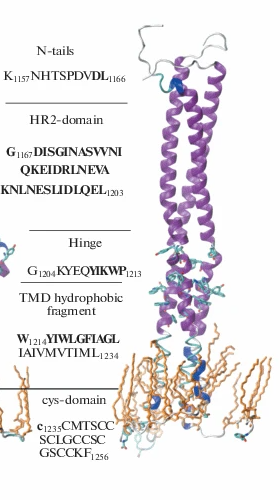 N-tails
K1157NHTSPDVDL1166
HR2-domain
G1167DISGINASVVNI
QKEIDRLNEVA
KNLNESLIDLQEL1203
Hinge
G1204KYEQYIKWP1213
TMD hydrophobic
fragment
W1214YIWLGFIAGL
IAIVMVTIML1234
cys-domain
c1235CMTSCC
SCLGCCSC
GSCCKF1256